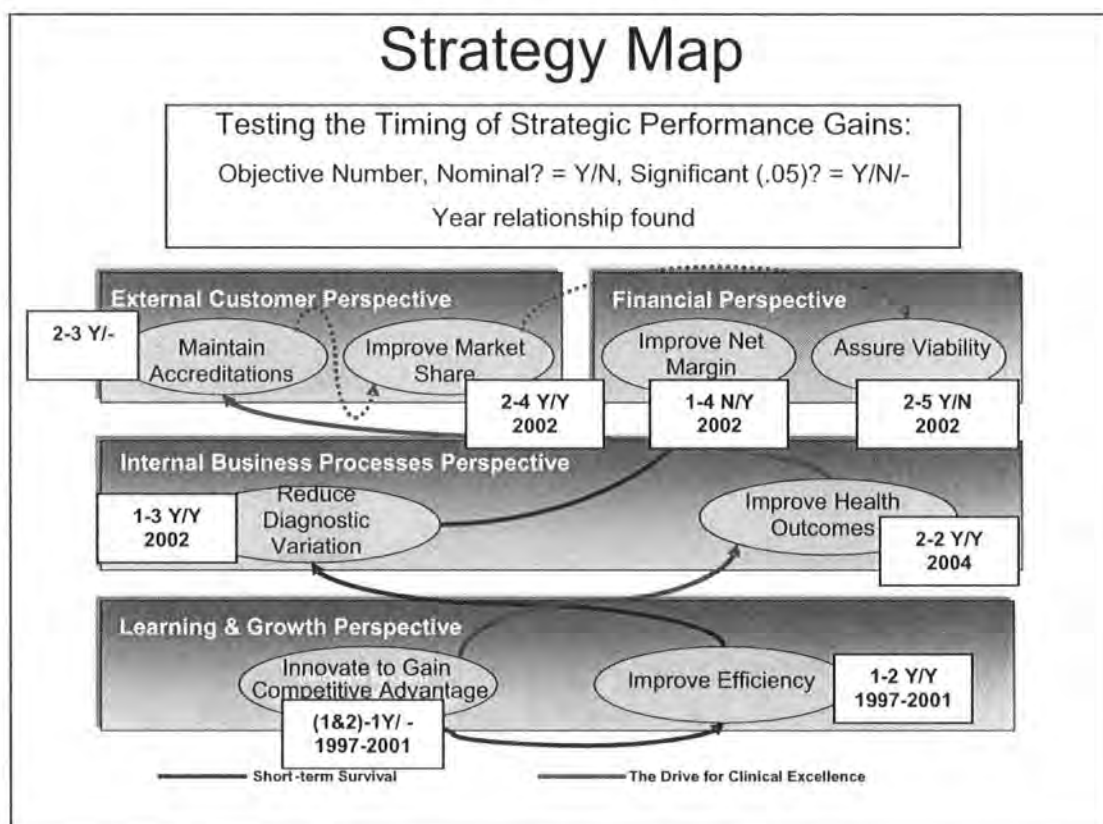 Strategy Map
Testing the Timing of Strategic Performance Gains:
Objective Number, Nominal? = Y/N, Significant (.05)? = Y/N/-
Year relationship found
External Customer Perspective
Financial Perspective
2-3 Y/-
Maintain
Accreditations
Improve Market
Share
Improve Net
Margin
Assure Viability
2-4 Y/Y
2002
1-4 N/Y
2002
2-5 Y/N
2002
Internal Business Processes Perspective
1-3 Y/Y
2002
Reduce
Diagnostic
Variation
Improve Health
Outcomes
2-2 Y/Y
2004
Learning & Growth Perspective
Innovate to Gain
Competitive Advantage
Improve Efficiency
1-2 Y/Y
1997-2001
(1&2)-1Y/ -
1997-2001
Short-term Survival
The Drive for Clinical Excellence